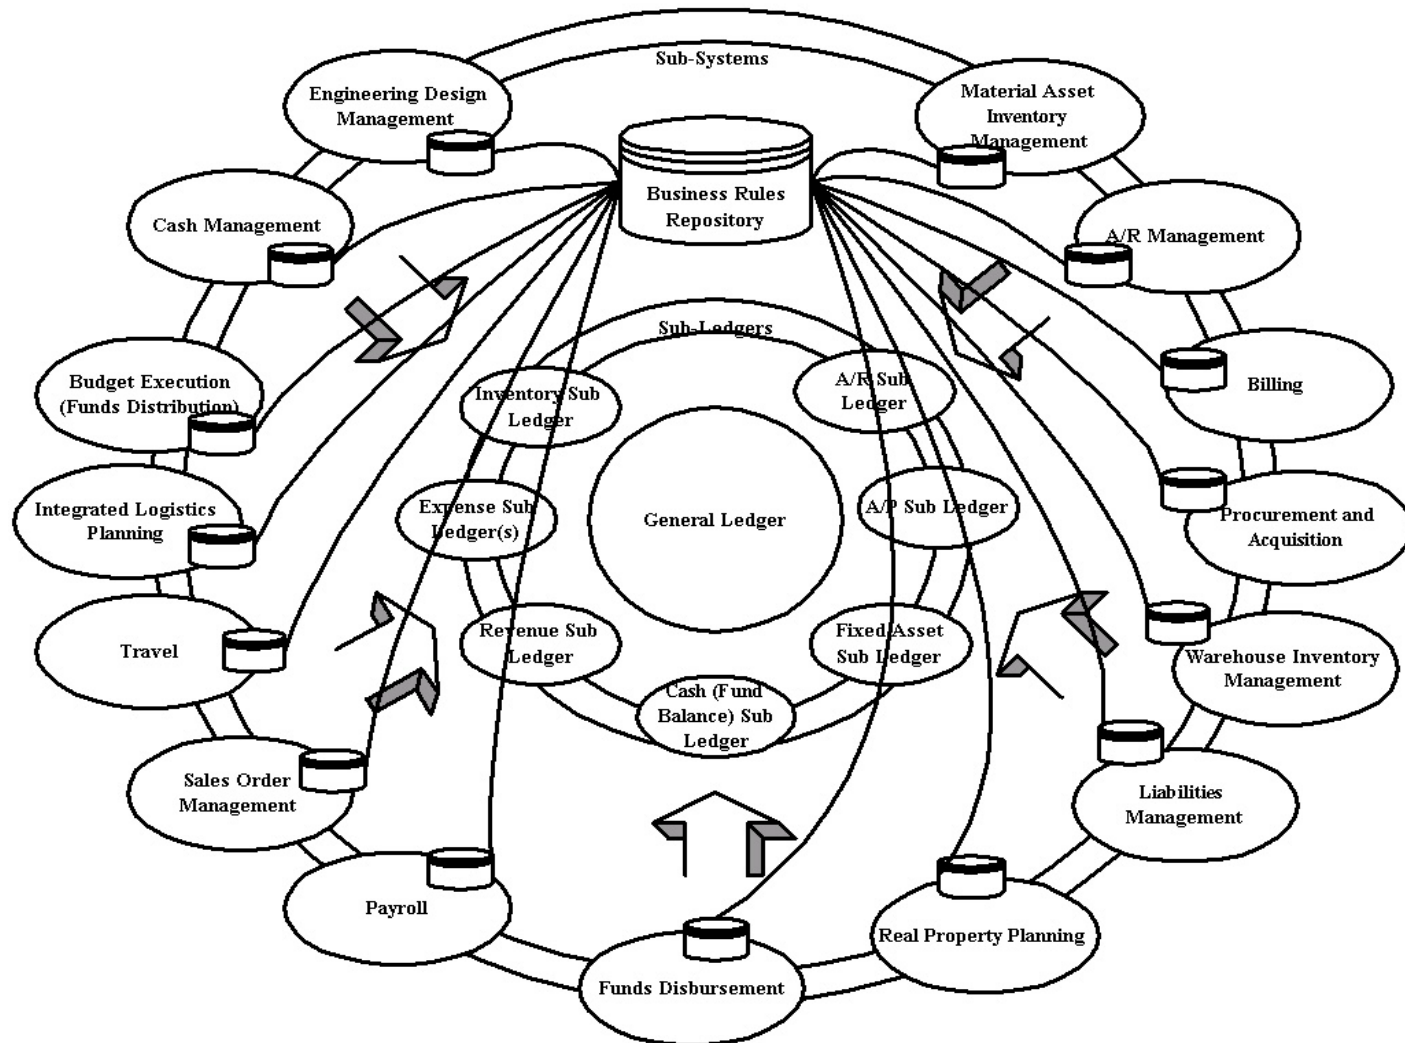 Sub-Systems
Engineering Design
Management
Material Asset
Inventory
Management
Business Rules
Repository
Cash Management
A/R Management
Sub-Ledgers
Budget Execution
(Funds Distribution)
Inventory Sub
Ledger
A/R Sub
Ledger
Billing
Integrated Logistics
Planning
Expense Sub
Ledger(s)
General Ledger
A/P Sub Ledger
Procurement and
Acquisition
Travel
Revenue Sub
Ledger
Fixed Asset
Sub Ledger
Warehouse Inventory
Management
Cash (Fund
Balance) Sub
Ledger
Sales Order
Management
Liabilities
Management
Payroll
Real Property Planning
Funds Disbursement